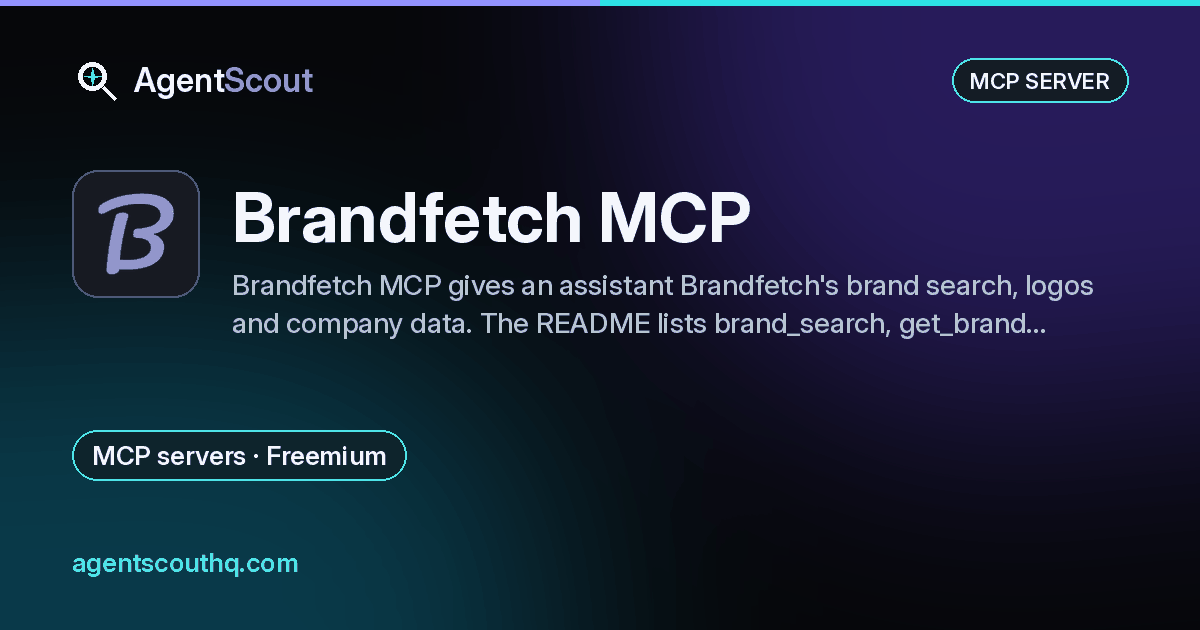 AgentScout
MCP SERVER
B
Brandfetch MCP
Brandfetch MCP gives an assistant Brandfetch's brand search, logos
and company data. The README lists brand_search, get_brand...
MCP servers · Freemium
agentscouthq.com